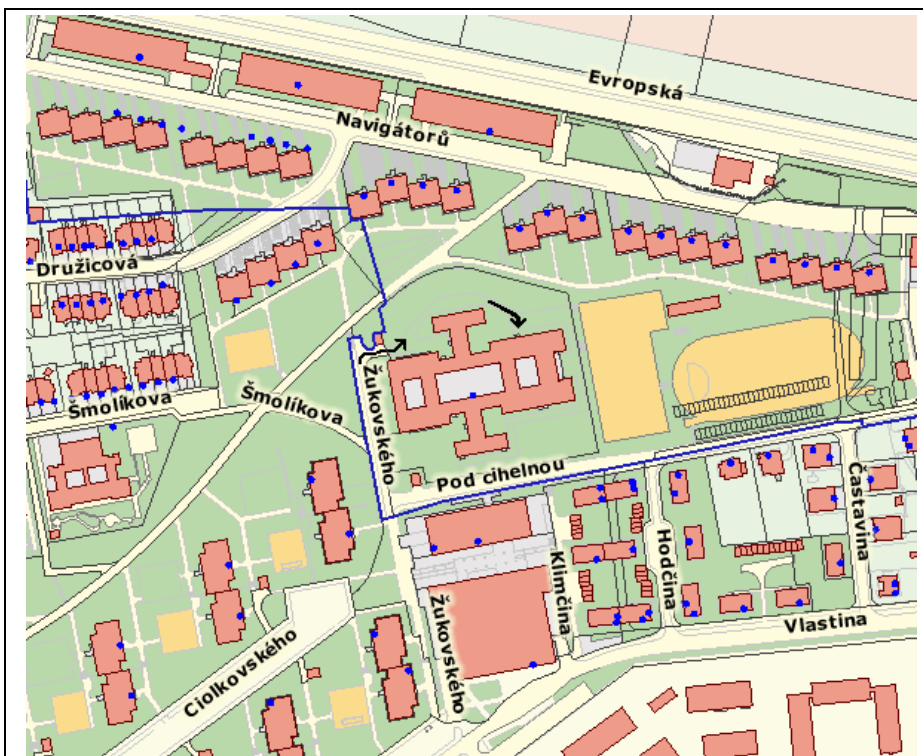 Evropská
Navigátorů
Družicová
Šmolíkova
Šmolíkova
Žukovského
Pod cihelnou
Častavina
Hodčina
Klimčina
Žukovského
Vlastina
Ciolkovského